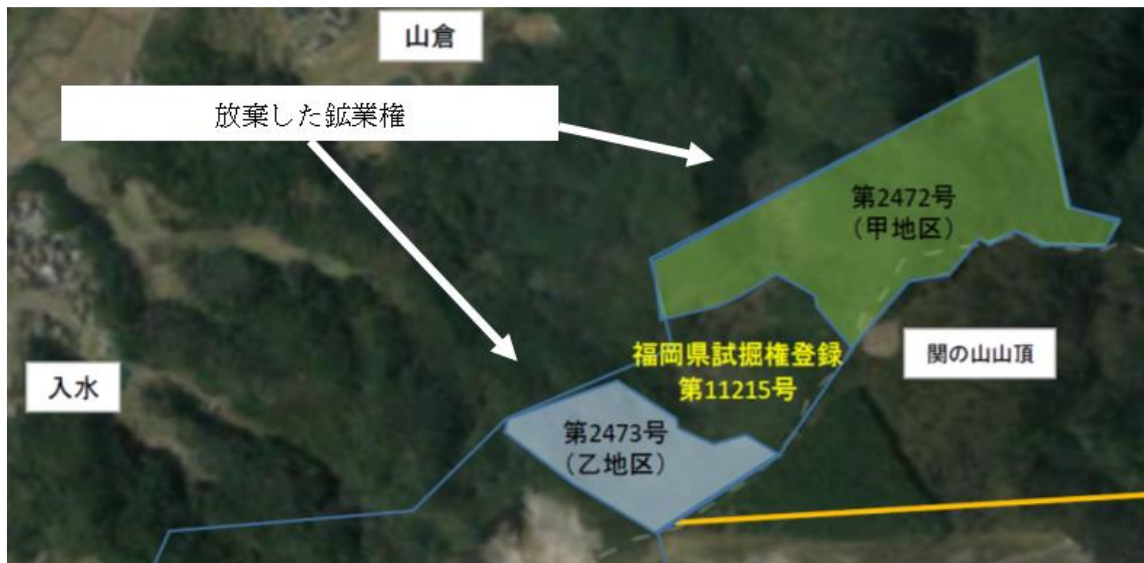 山倉
放棄した鉱業権
第2472号
（甲地区）
福岡県試掘権登録
第11215号
関の山山頂
入水
第2473号
（乙地区）